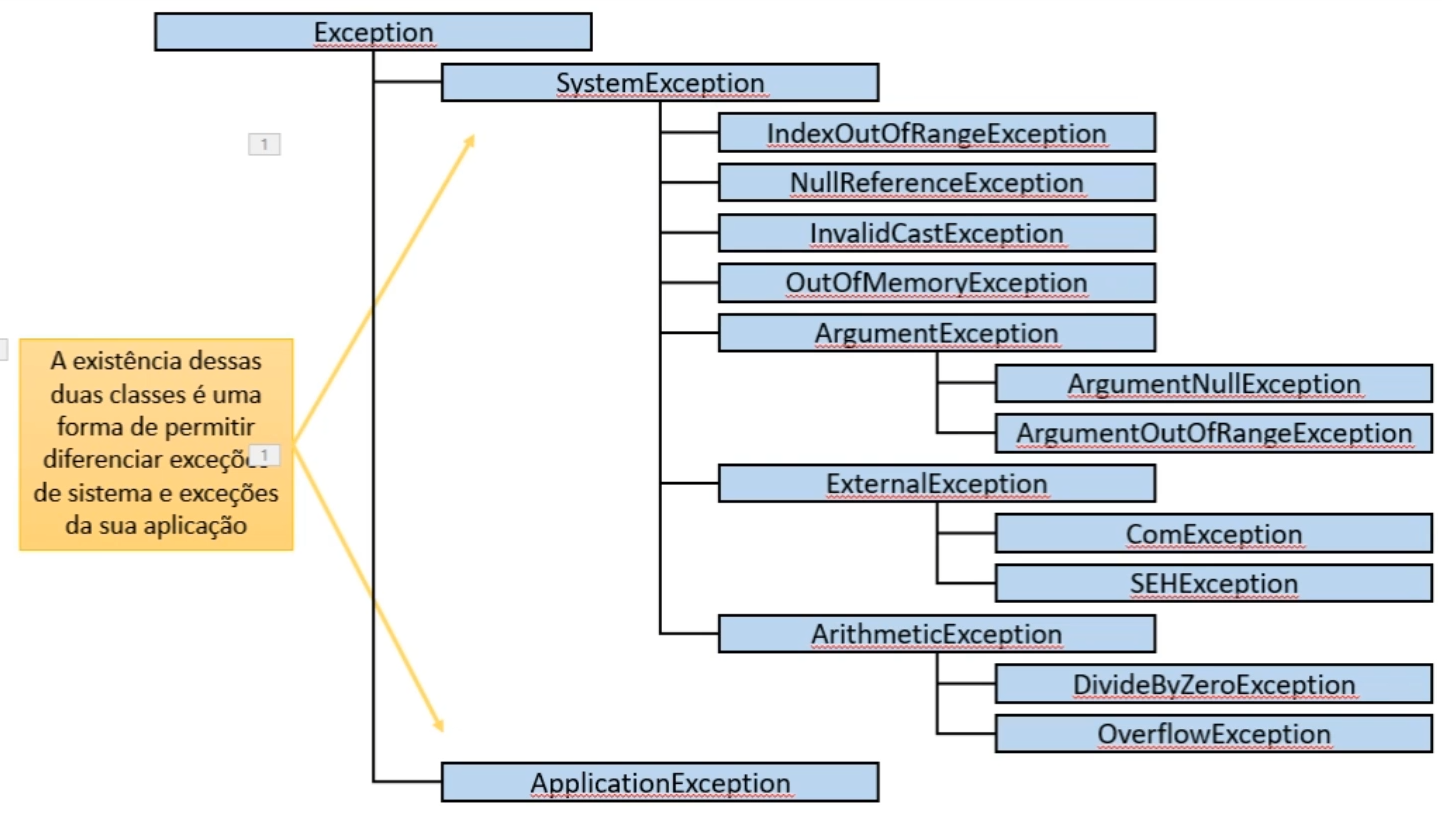 Exception
SystemException
1
IndexOutOfRangeException
NullReferenceException
InvalidCastException
OutOfMemoryException
ArgumentException
ArgumentNullException
ArgumentOutOfRangeException
A existência dessas
duas classes é uma
forma de permitir
diferenciar exceções
1
de sistema e exceções
da sua aplicação
ExternalException
ComException
SEHException
ArithmeticException
DivideByZeroException
OverflowException
ApplicationException